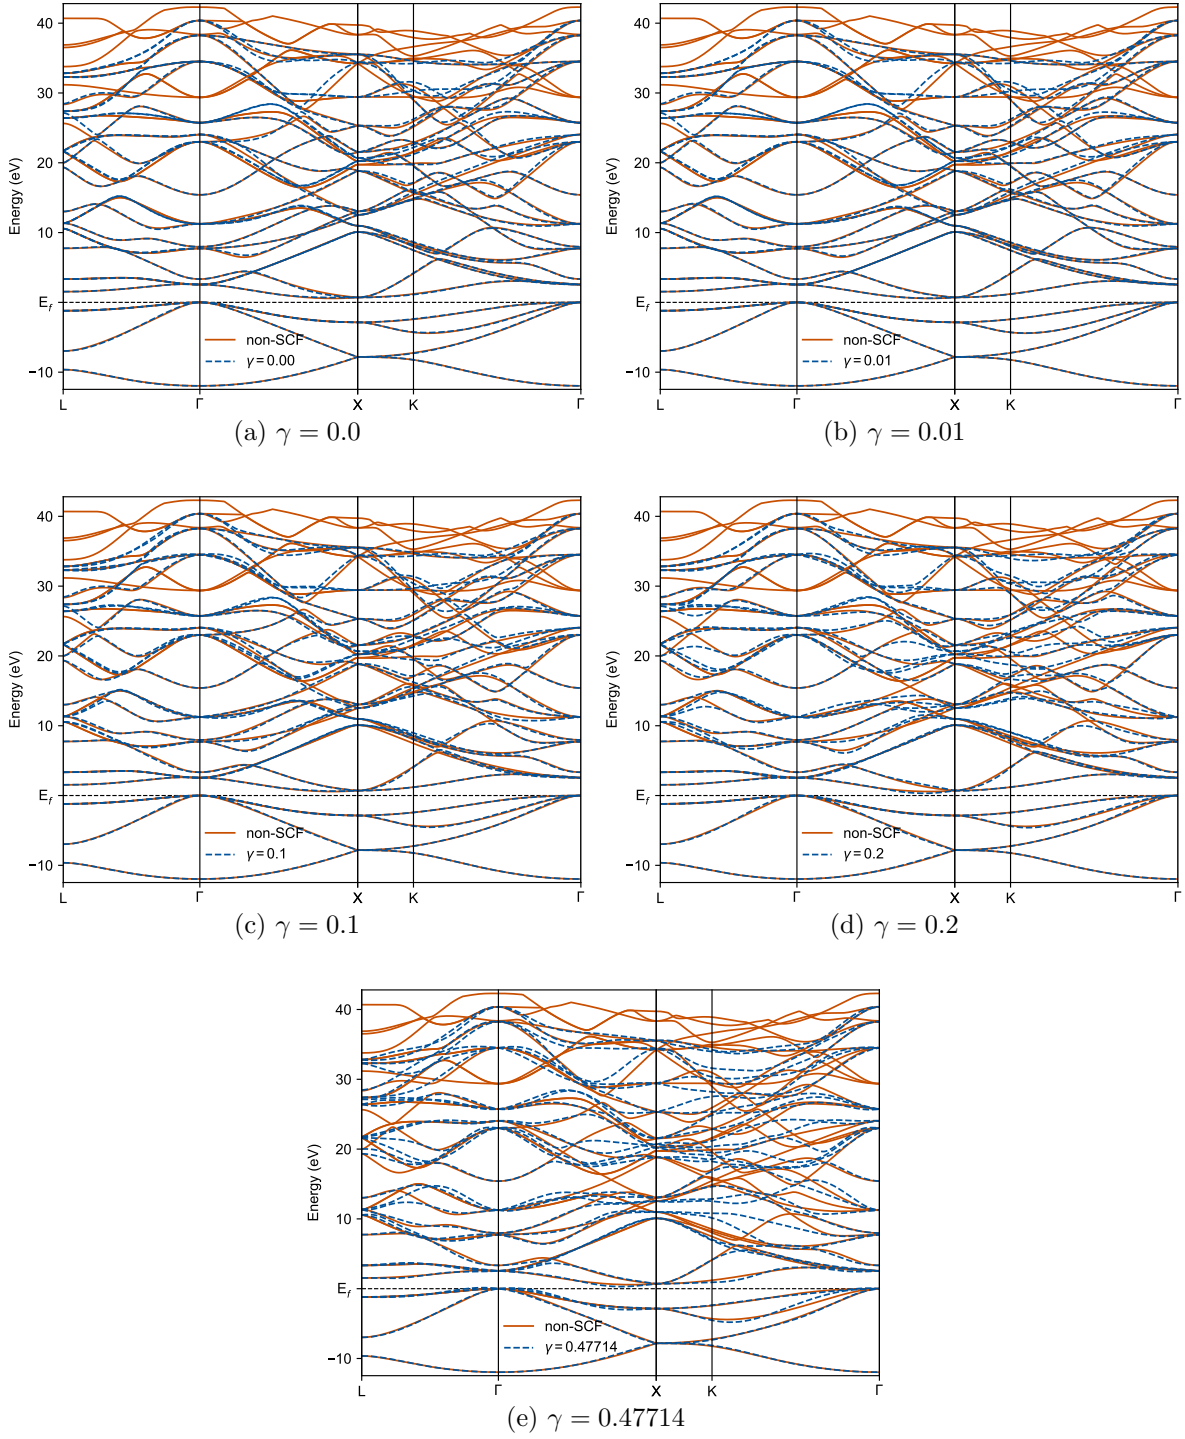 40
30
20
10
E_f
−10
Energy (eV)
non-SCF
γ = 0.00
L Γ X K Γ
(a) γ = 0.0
40
30
20
10
E_f
−10
Energy (eV)
non-SCF
γ = 0.01
L Γ X K Γ
(b) γ = 0.01
40
30
20
10
E_f
−10
Energy (eV)
non-SCF
γ = 0.1
L Γ X K Γ
(c) γ = 0.1
40
30
20
10
E_f
−10
Energy (eV)
non-SCF
γ = 0.2
L Γ X K Γ
(d) γ = 0.2
40
30
20
10
E_f
−10
Energy (eV)
non-SCF
γ = 0.47714
L Γ X K Γ
(e) γ = 0.47714